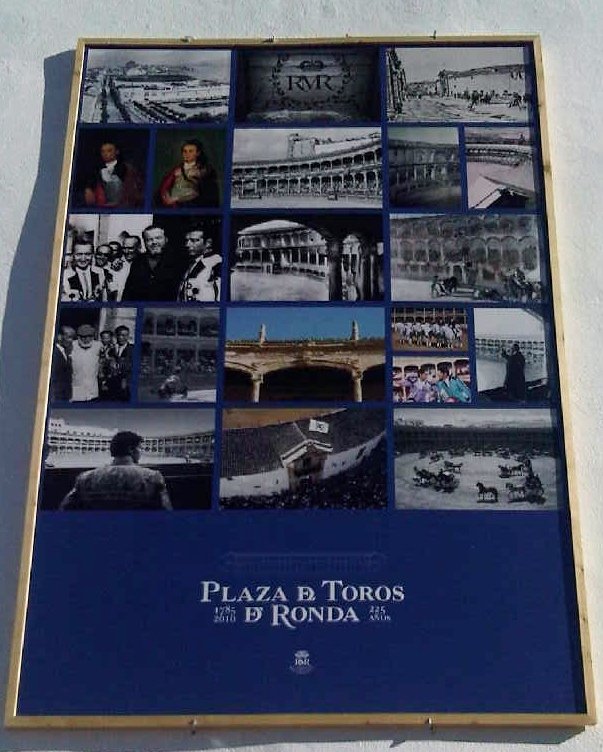 RMR
PLAZA DE TOROS
1785
2010
DE RONDA
225
AÑOS
RMR